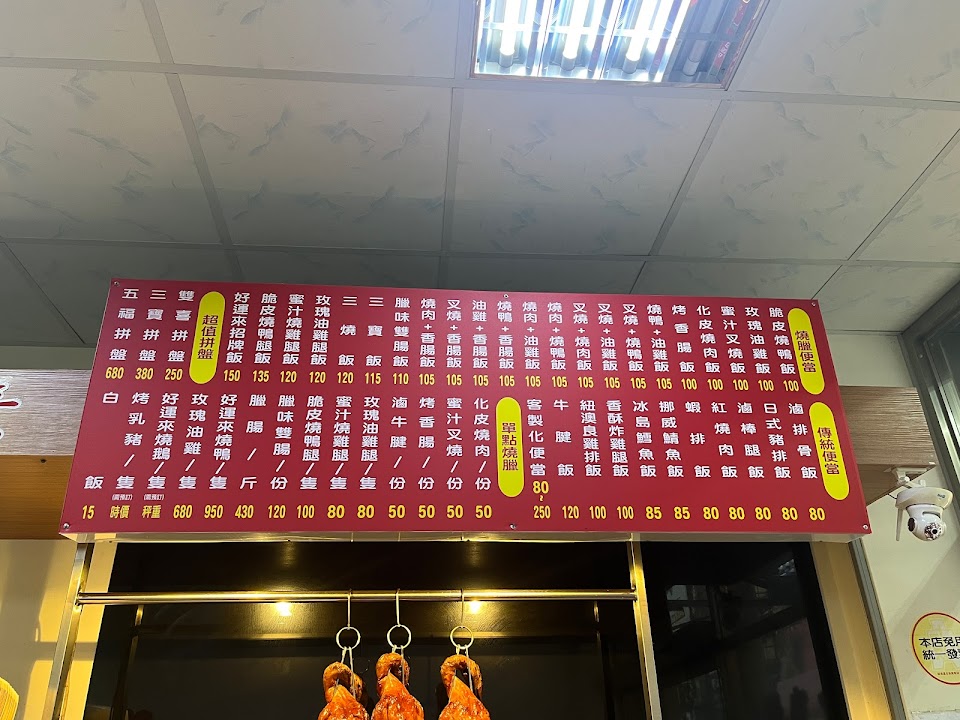 燒臘便當
脆皮燒鴨飯 100
玫瑰油雞飯 100
蜜汁叉燒飯 100
化皮燒肉飯 100
烤香腸飯 100
燒鴨+油雞飯 105
叉燒+燒鴨飯 105
叉燒+油雞飯 105
叉燒+燒肉飯 105
燒肉+燒鴨飯 105
燒肉+油雞飯 105
燒鴨+香腸飯 105
油雞+香腸飯 105
叉燒+香腸飯 105
燒肉+香腸飯 105
臘味雙腸飯 110
三寶飯 115
三燒飯 120
玫瑰油雞腿飯 120
蜜汁燒雞腿飯 120
脆皮燒鴨腿飯 135
好運來招牌飯 150
超值拼盤
雙喜拼盤 250
三寶拼盤 380
五福拼盤 680
傳統便當
滷排骨飯 80
日式豬排飯 80
滷棒腿飯 80
紅燒肉飯 80
蝦排飯 80
挪威鯖魚飯 85
冰島鱈魚飯 85
香酥炸雞腿飯 100
紐澳良雞排飯 100
牛腱飯 120
客製化便當 80~250
單點燒臘
化皮燒肉/份 50
蜜汁叉燒/份 50
烤香腸/份 50
滷牛腱/份 50
玫瑰油雞腿/隻 80
蜜汁燒雞腿/隻 80
脆皮燒鴨腿/隻 100
臘味雙腸/份 120
臘腸/斤 430
好運來燒鴨/隻 950
玫瑰油雞/隻 680
好運來燒鵝/隻 (需預訂) 秤重
烤乳豬/隻 (需預訂) 時價
白飯 15
本店免用
統一發